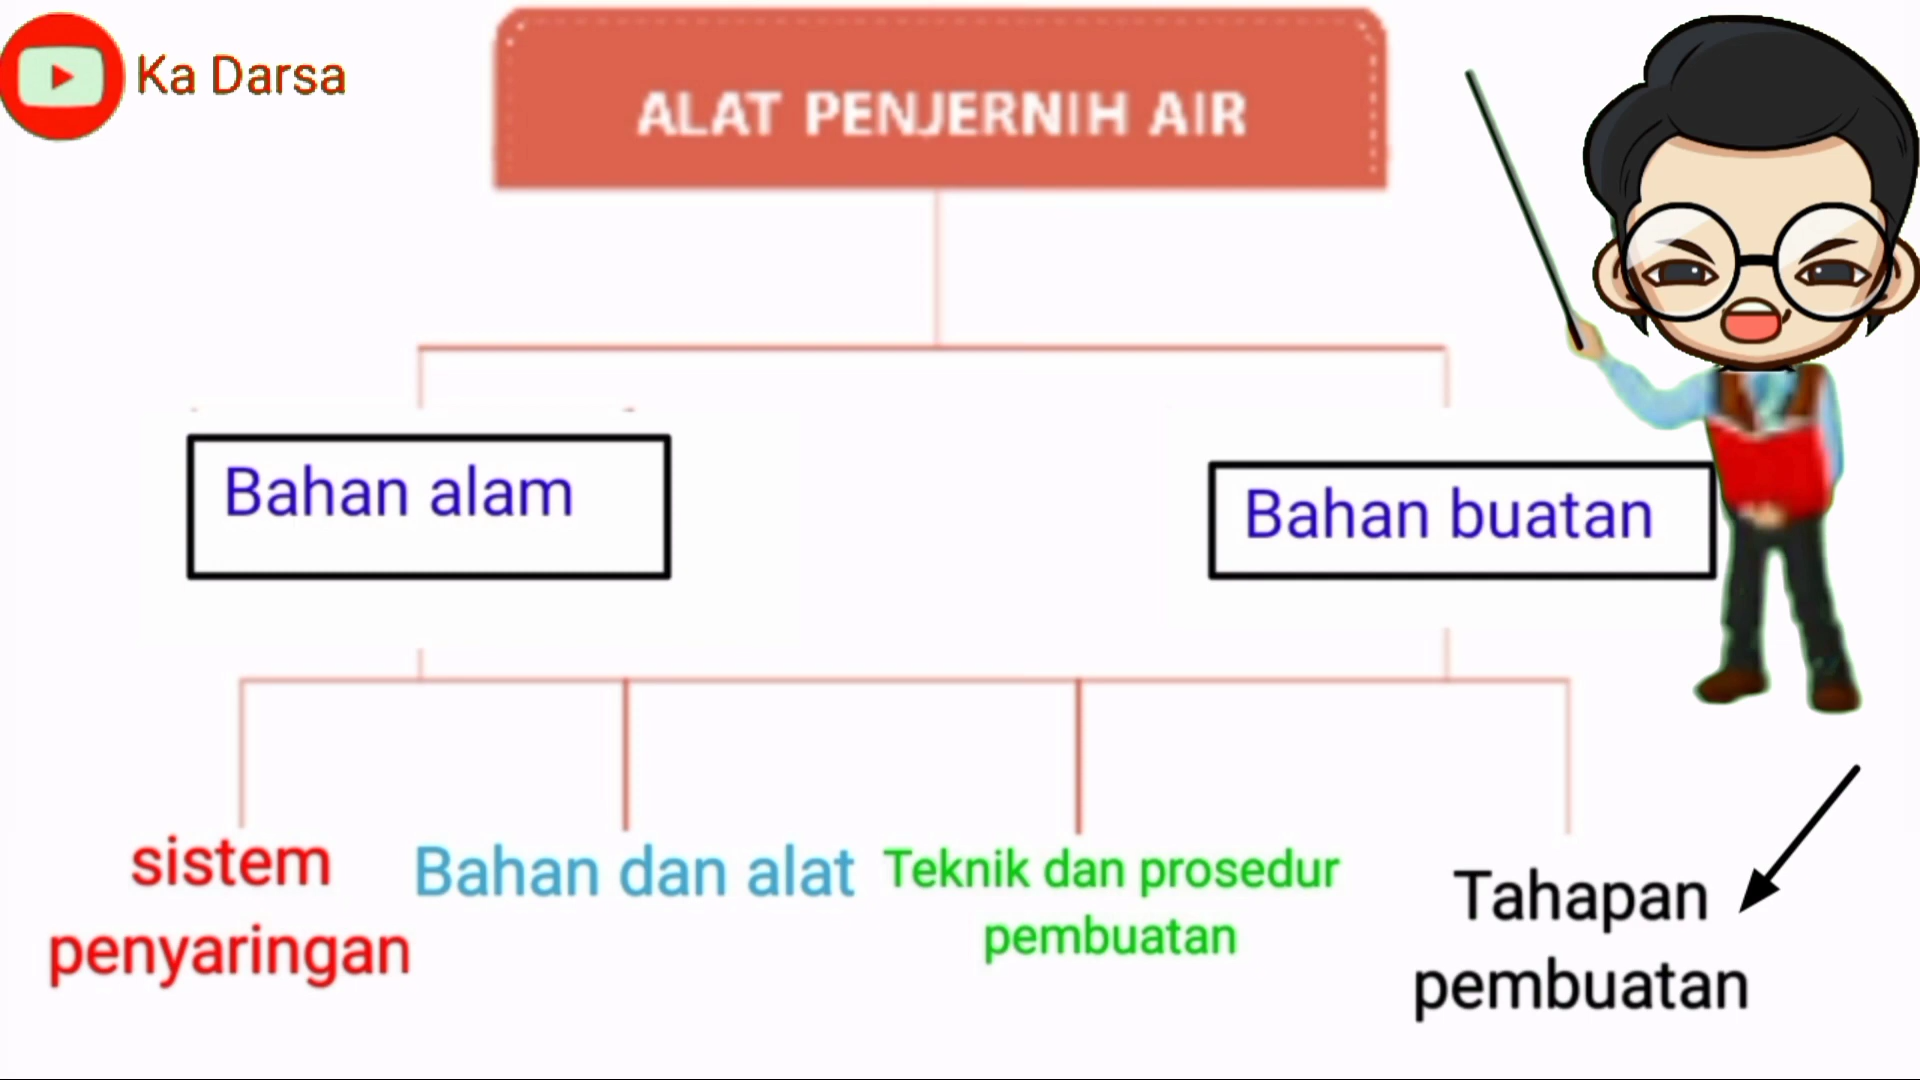 Ka Darsa
ALAT PENJERNIH AIR
Bahan alam
Bahan buatan
sistem
penyaringan
Bahan dan alat
Teknik dan prosedur
pembuatan
Tahapan
pembuatan